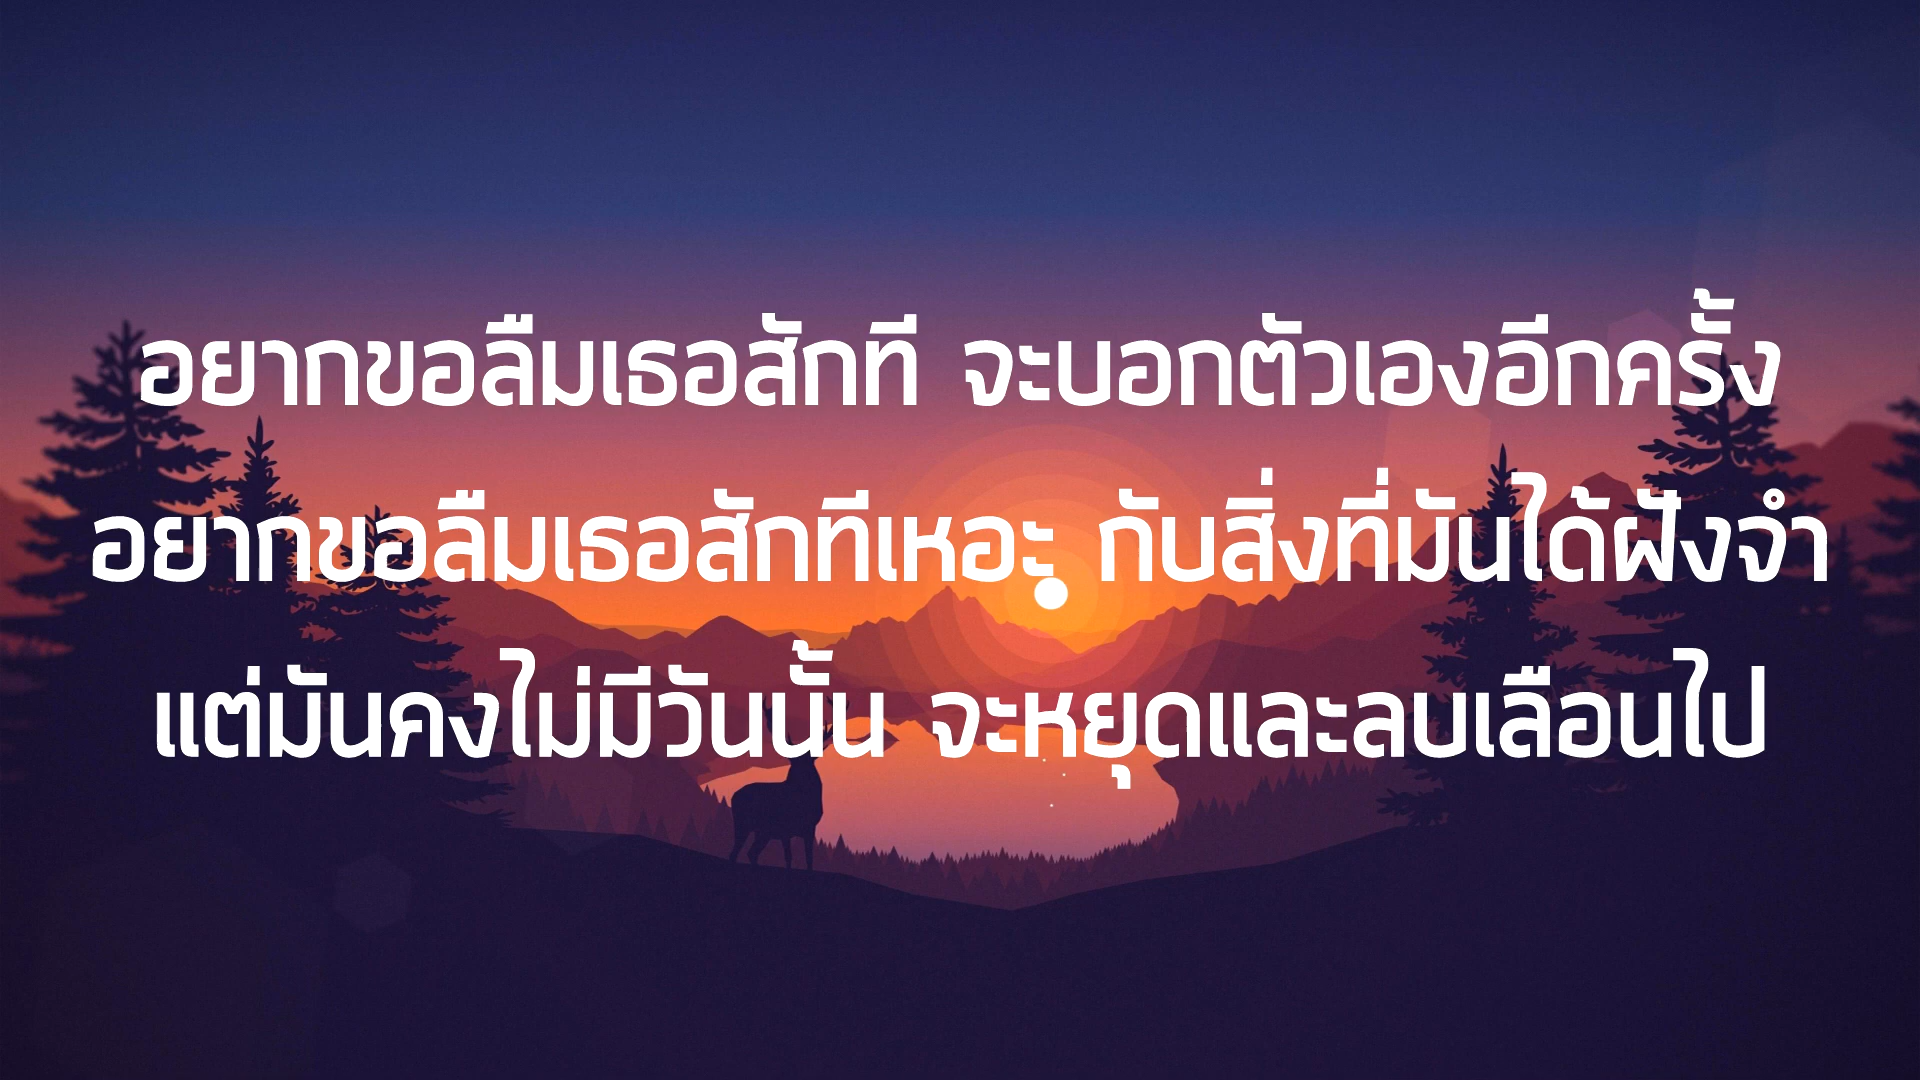 อยากขอลืมเธอสักที จะบอกตัวเองอีกครั้ง
อยากขอลืมเธอสักทีเหอะ กับสิ่งที่มันได้ฝังจำ
แต่มันคงไม่มีวันนั้น จะหยุดและลบเลือนไป